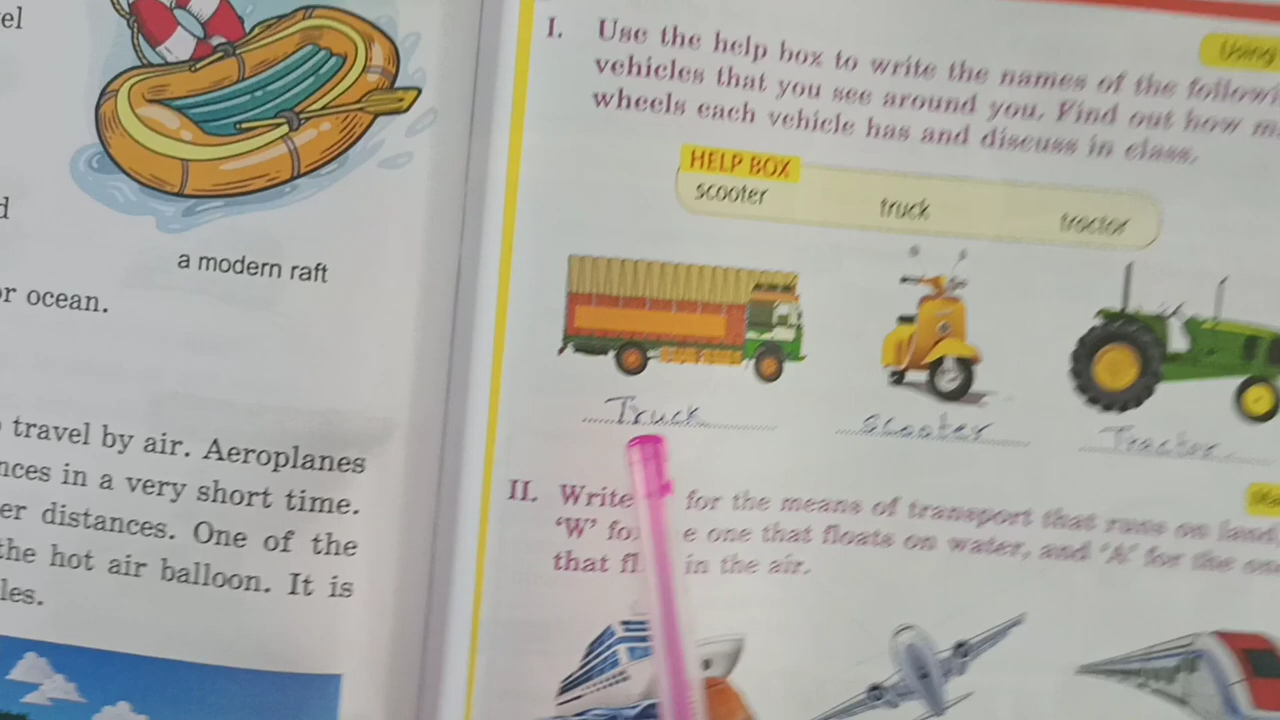 el
d
a modern raft
or ocean.
travel by air. Aeroplanes
nces in a very short time.
er distances. One of the
the hot air balloon. It is
les.
Using
I. Use the help box to write the names of the followi
vehicles that you see around you. Find out how m
wheels each vehicle has and discuss in class.
HELP BOX
scooter truck tractor
Truck Scooter Tractor
II. Write for the means of transport that runs on land,
'W' fo e one that floats on water, and 'A' for the on
that fl in the air.